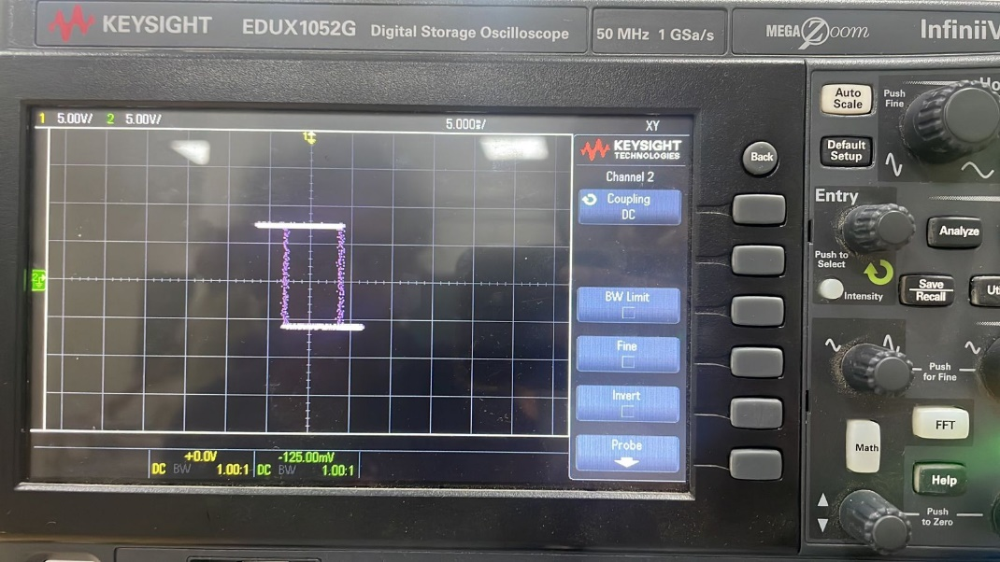 KEYSIGHT EDUX1052G Digital Storage Oscilloscope 50 MHz 1 GSa/s MEGA Zoom InfiniiV
1 5.00V/ 2 5.00V/ 5.000s/ XY
KEYSIGHT
TECHNOLOGIES
Channel 2
Coupling
DC
BW Limit
Fine
Invert
Probe
+0.0V -125.00mV
DC BW 1.00:1 DC BW 1.00:1
Back
Auto
Scale
Push
Fine
Ho
Default
Setup
Entry
Analyze
Push to
Select
Intensity
Save
Recall
Uti
Push
for Fine
FFT
Math
Help
Push
to Zero